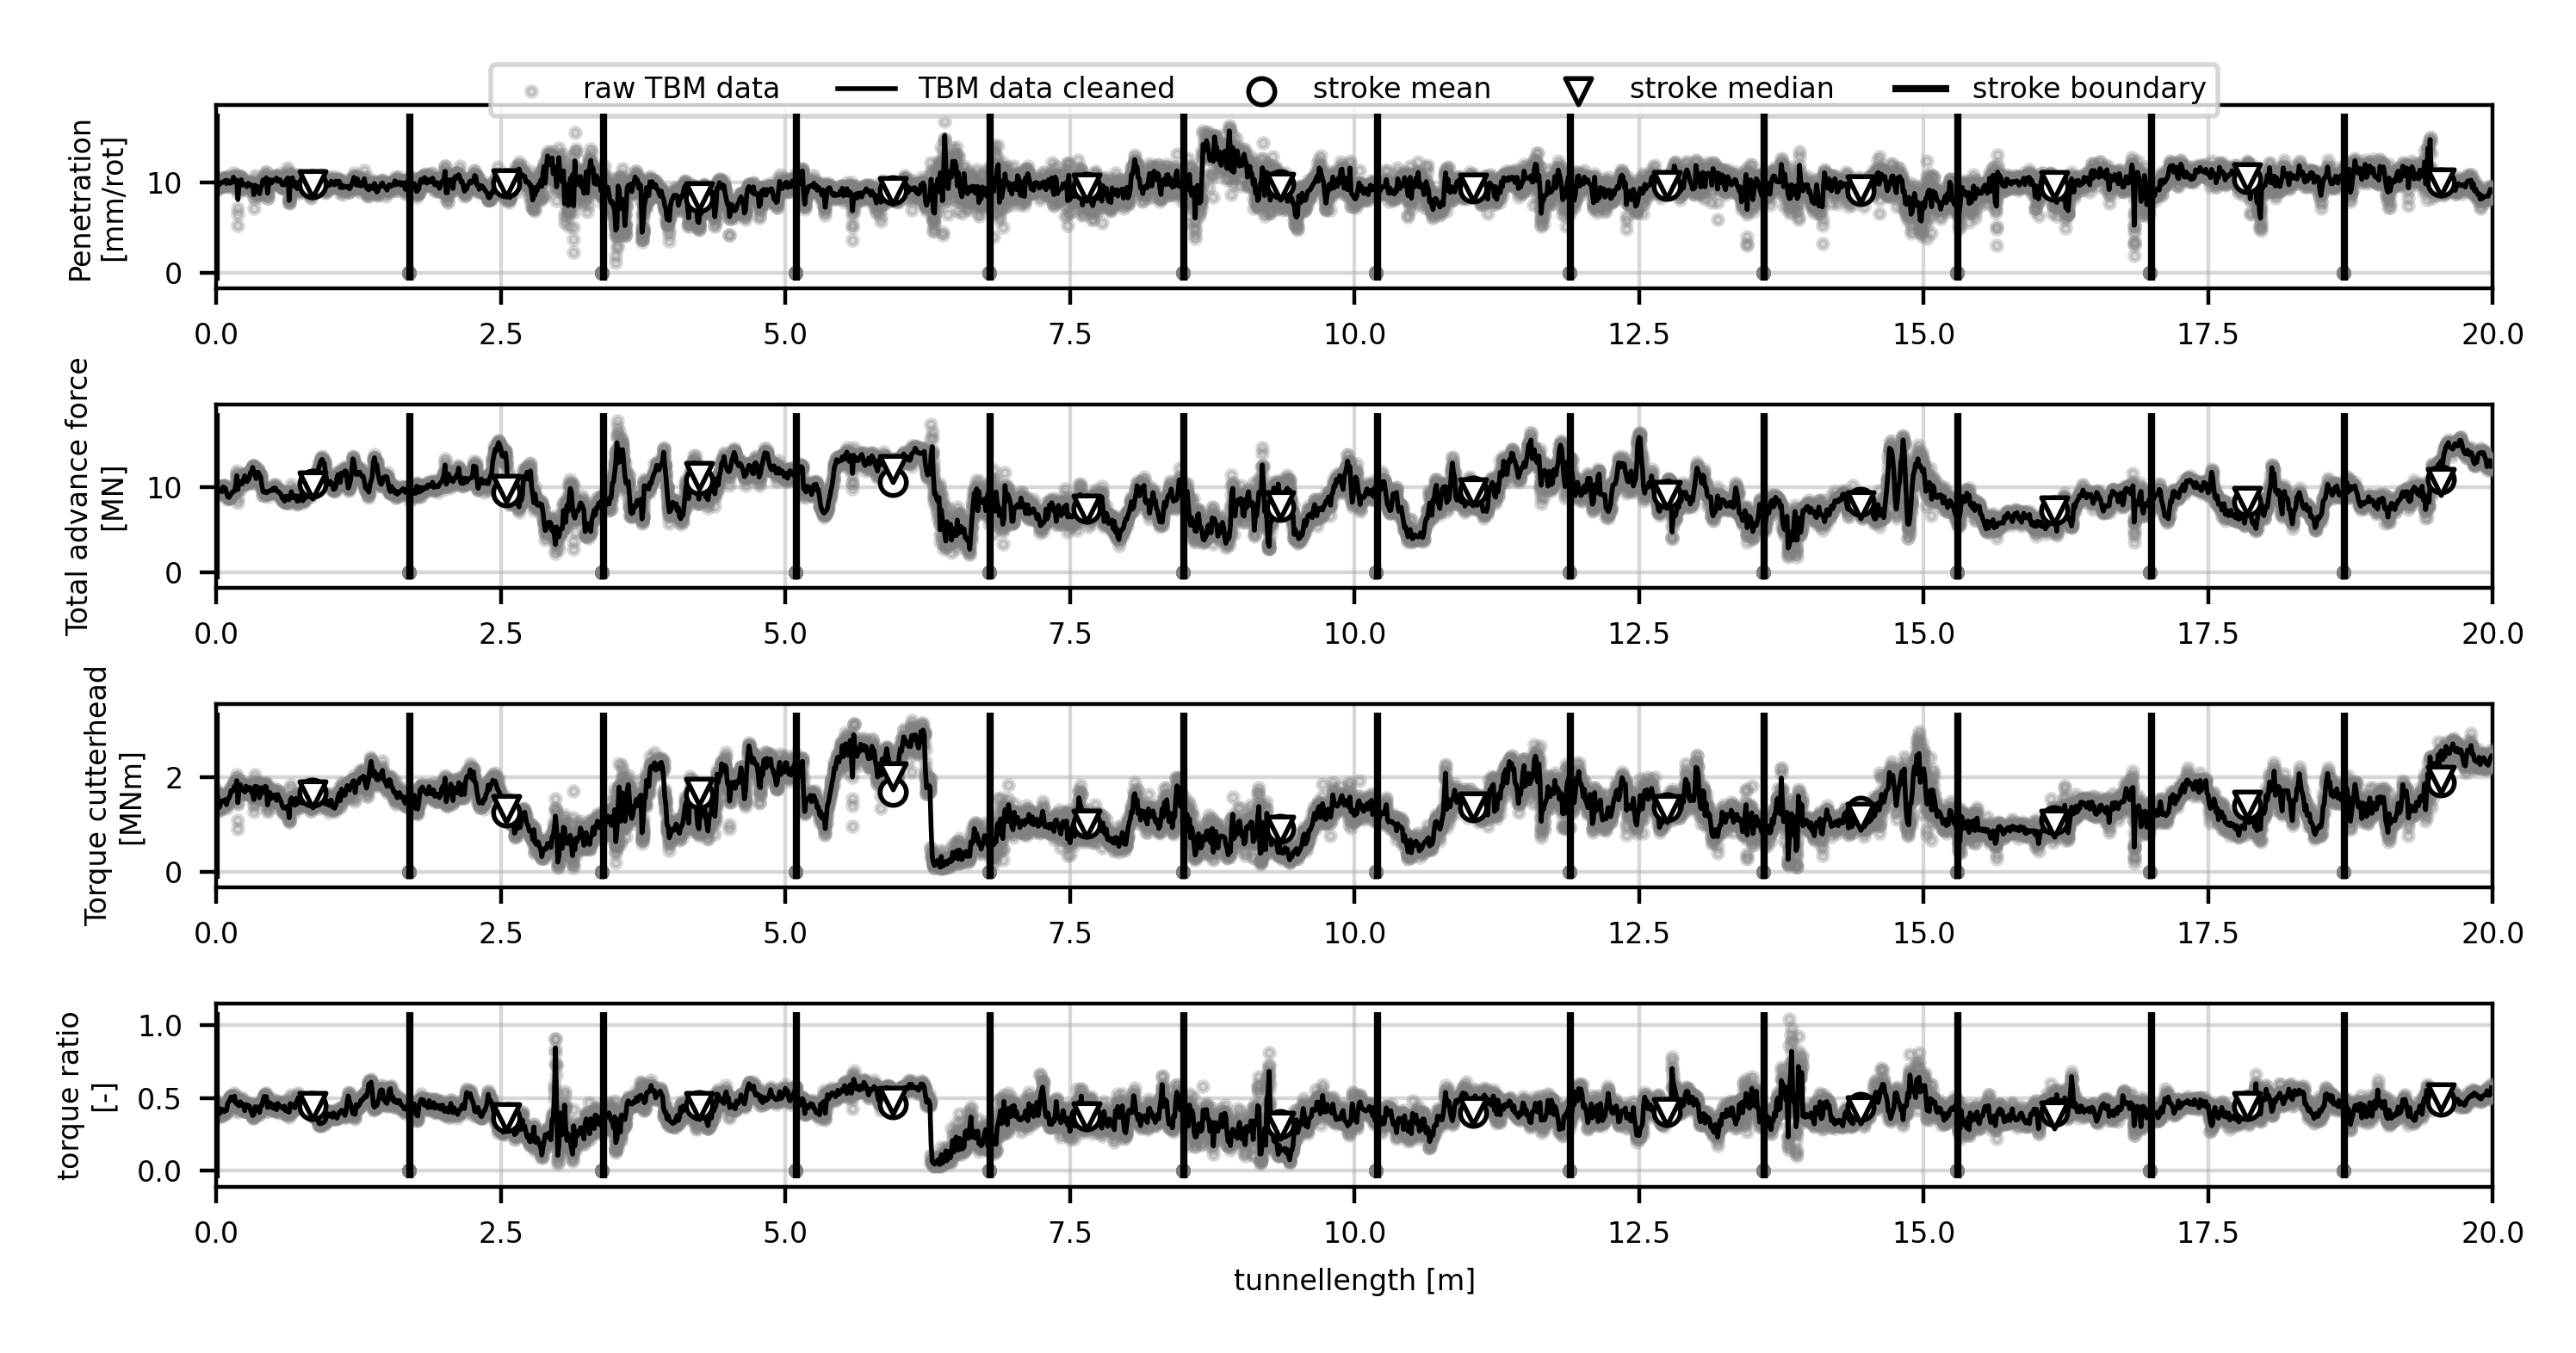 raw TBM data TBM data cleaned stroke mean stroke median stroke boundary
Penetration
[mm/rot]
10
0
0.0 2.5 5.0 7.5 10.0 12.5 15.0 17.5 20.0
Total advance force
[MN]
10
0
0.0 2.5 5.0 7.5 10.0 12.5 15.0 17.5 20.0
Torque cutterhead
[MNm]
2
0
0.0 2.5 5.0 7.5 10.0 12.5 15.0 17.5 20.0
torque ratio
[-]
1.0
0.5
0.0
0.0 2.5 5.0 7.5 10.0 12.5 15.0 17.5 20.0
tunnellength [m]